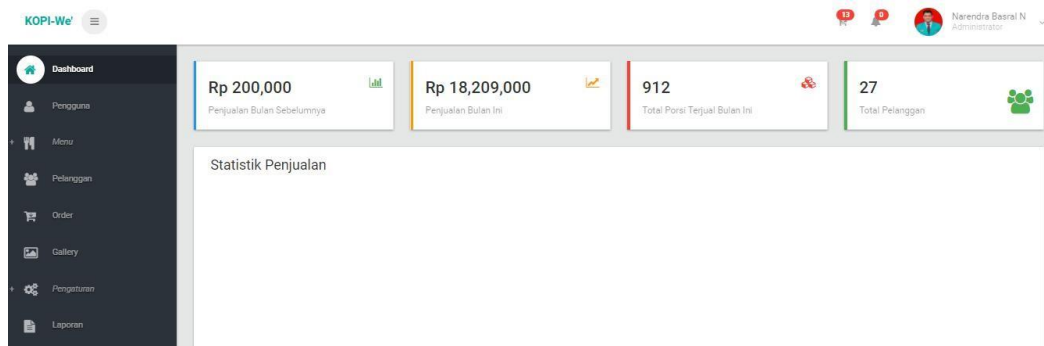 KOPI-We'
13
0
Narendra Basral N
Administrator
Dashboard
Pengguna
Menu
Pelanggan
Order
Gallery
Pengaturan
Laporan
Rp 200,000
Penjualan Bulan Sebelumnya
Rp 18,209,000
Penjualan Bulan Ini
912
Total Porsi Terjual Bulan Ini
27
Total Pelanggan
Statistik Penjualan